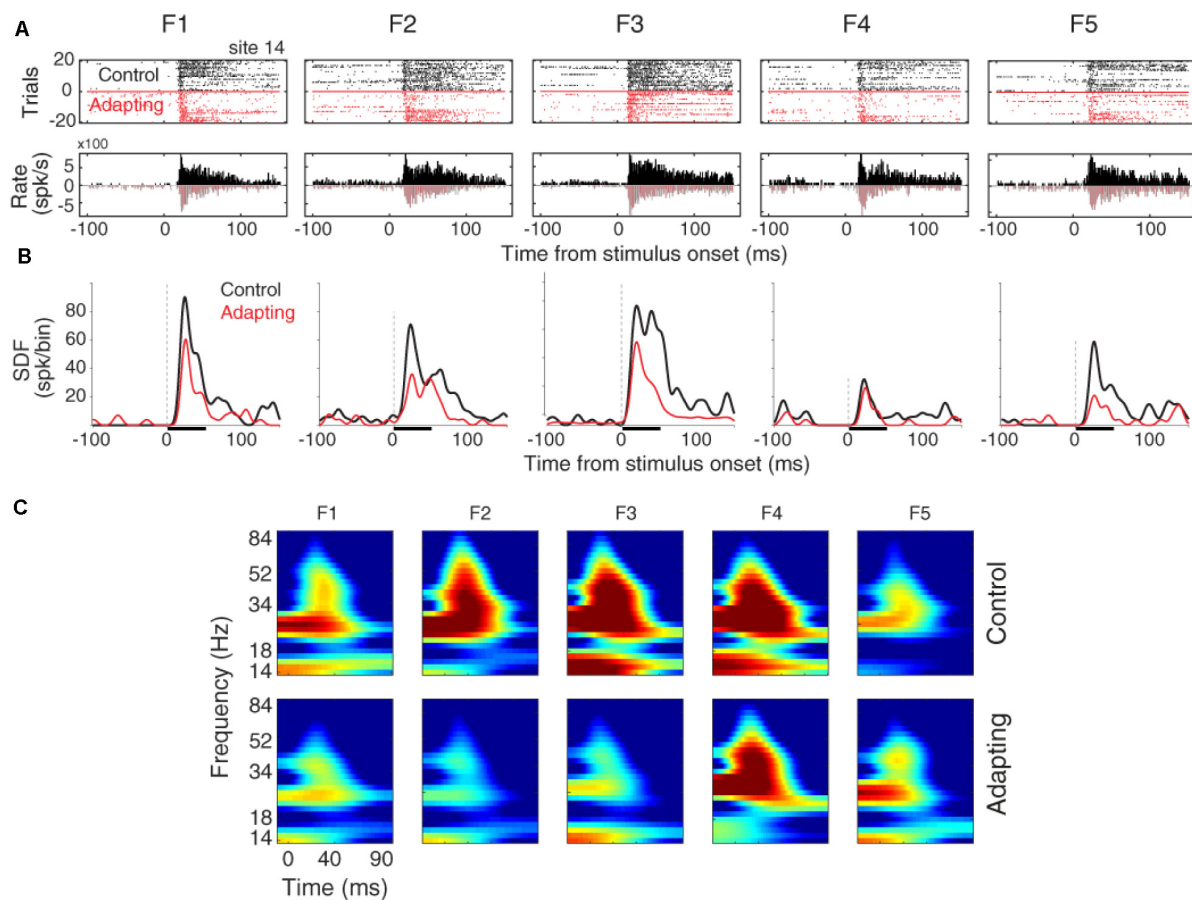 A
F1 F2 F3 F4 F5
site 14
Trials
20
0
-20
Control
Adapting
x100
Rate
(spk/s)
5
0
-5
-100 0 100 -100 0 100 -100 0 100 -100 0 100 -100 0 100
Time from stimulus onset (ms)
B
SDF
(spk/bin)
80
60
40
20
Control
Adapting
-100 0 100 -100 0 100 -100 0 100 -100 0 100 -100 0 100
Time from stimulus onset (ms)
C
F1 F2 F3 F4 F5
Frequency (Hz)
84
52
34
18
14
Control
84
52
34
18
14
Adapting
0 40 90
Time (ms)